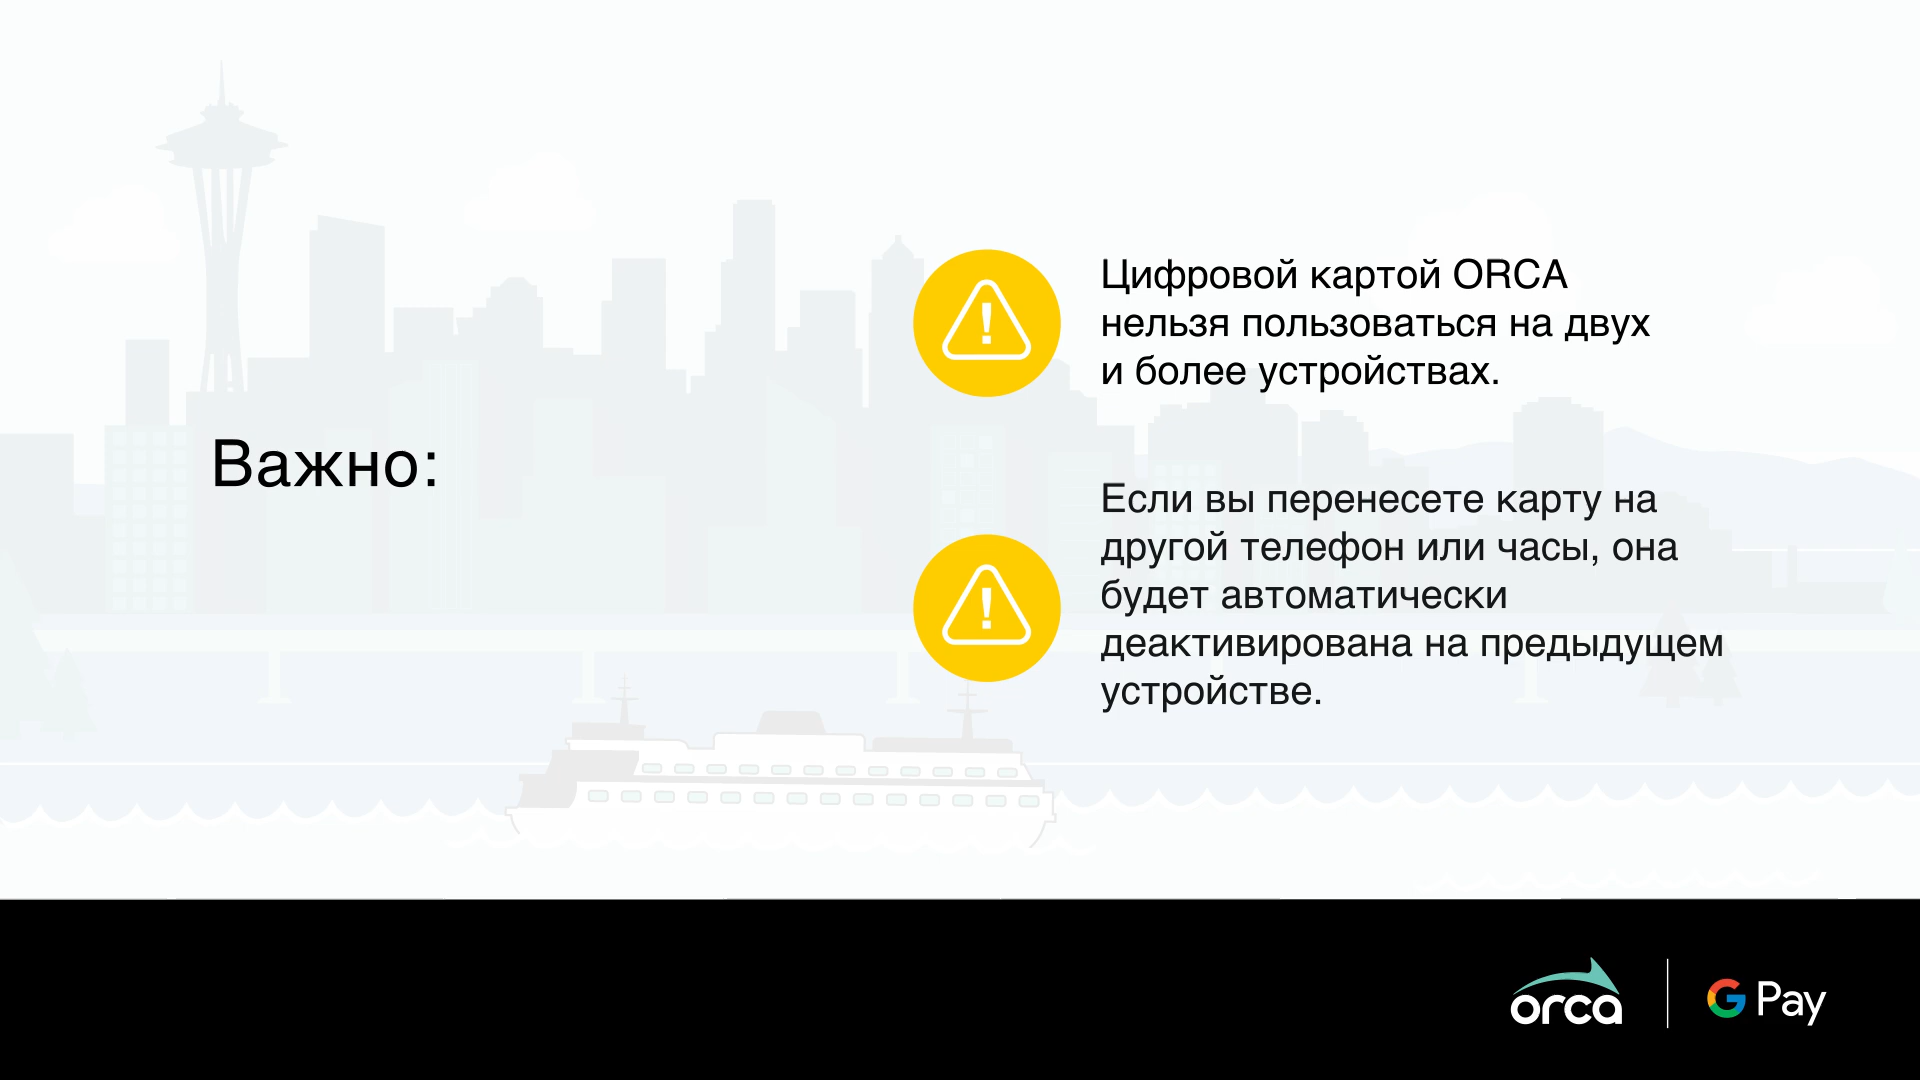 Важно:
Цифровой картой ORCA
нельзя пользоваться на двух
и более устройствах.
Если вы перенесете карту на
другой телефон или часы, она
будет автоматически
деактивирована на предыдущем
устройстве.
orca
G Pay